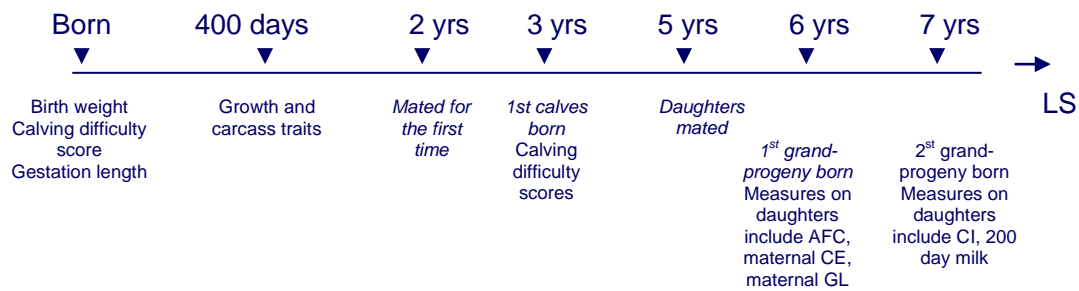 Born
400 days
2 yrs
3 yrs
5 yrs
6 yrs
7 yrs
LS
Birth weight
Calving difficulty
score
Gestation length
Growth and
carcass traits
Mated for
the first
time
1st calves
born
Calving
difficulty
scores
Daughters
mated
1st grand-
progeny born
Measures on
daughters
include AFC,
maternal CE,
maternal GL
2st grand-
progeny born
Measures on
daughters
include CI, 200
day milk